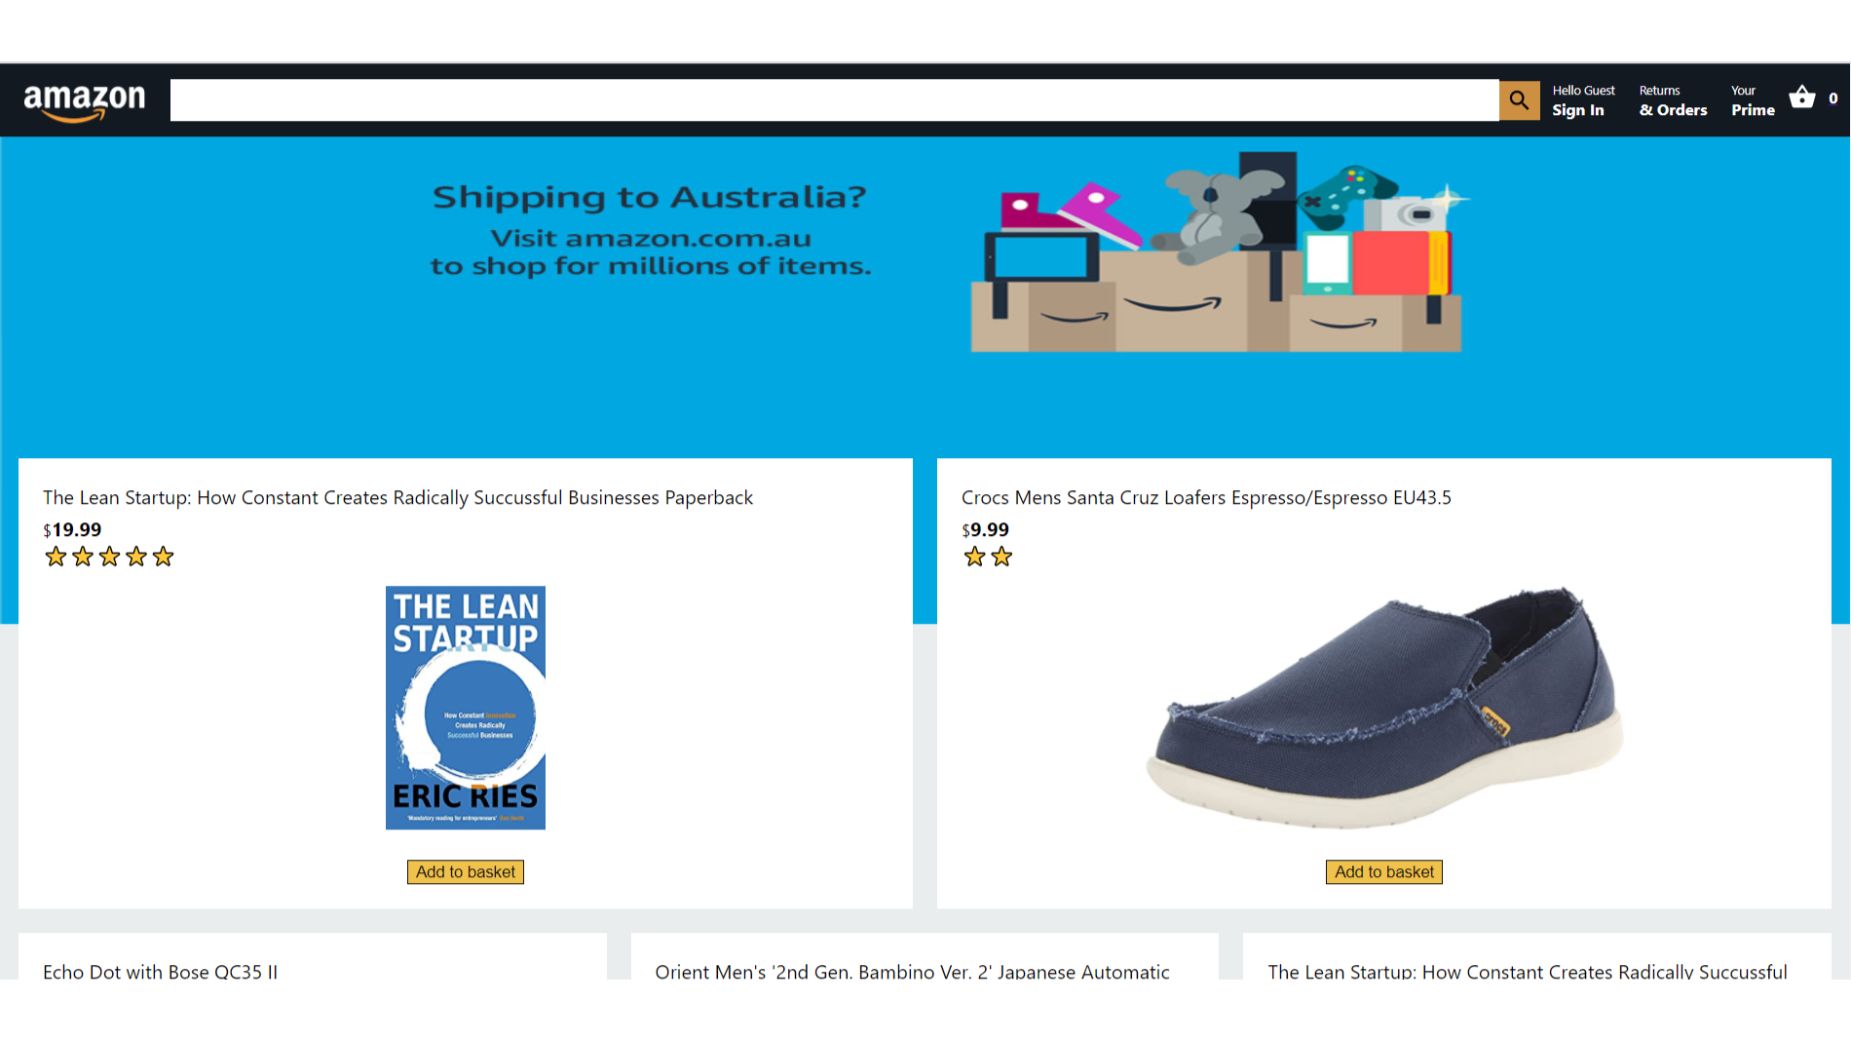 amazon
Hello Guest
Sign In
Returns
& Orders
Your
Prime
0
Shipping to Australia?
Visit amazon.com.au
to shop for millions of items.
The Lean Startup: How Constant Creates Radically Succussful Businesses Paperback
$19.99
THE LEAN
STARTUP
How Constant Innovation
Creates Radically
Successful Businesses
ERIC RIES
'Mandatory reading for entrepreneurs'
Add to basket
Crocs Mens Santa Cruz Loafers Espresso/Espresso EU43.5
$9.99
crocs
Add to basket
Echo Dot with Bose QC35 II
Orient Men's '2nd Gen. Bambino Ver. 2' Japanese Automatic
The Lean Startup: How Constant Creates Radically Succussful